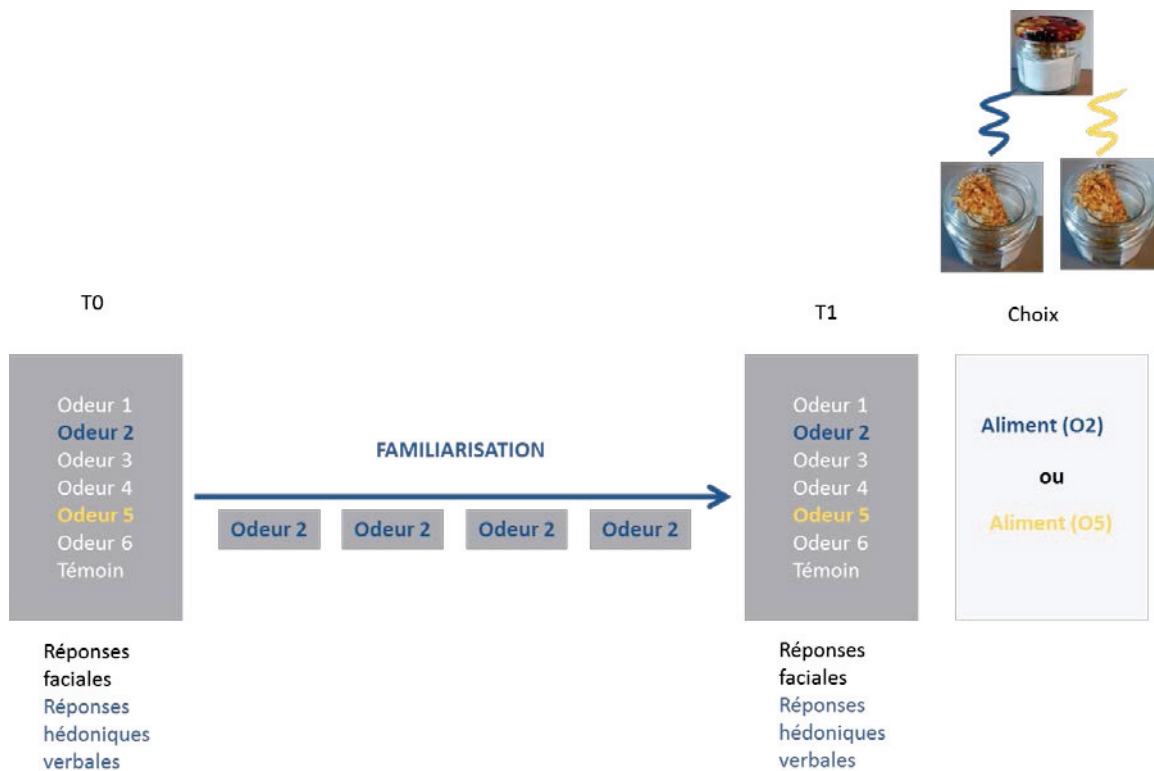 T0
Odeur 1
Odeur 2
Odeur 3
Odeur 4
Odeur 5
Odeur 6
Témoin
Réponses
faciales
Réponses
hédoniques
verbales
FAMILIARISATION
Odeur 2
Odeur 2
Odeur 2
Odeur 2
T1
Odeur 1
Odeur 2
Odeur 3
Odeur 4
Odeur 5
Odeur 6
Témoin
Réponses
faciales
Réponses
hédoniques
verbales
Choix
Aliment (O2)
ou
Aliment (O5)